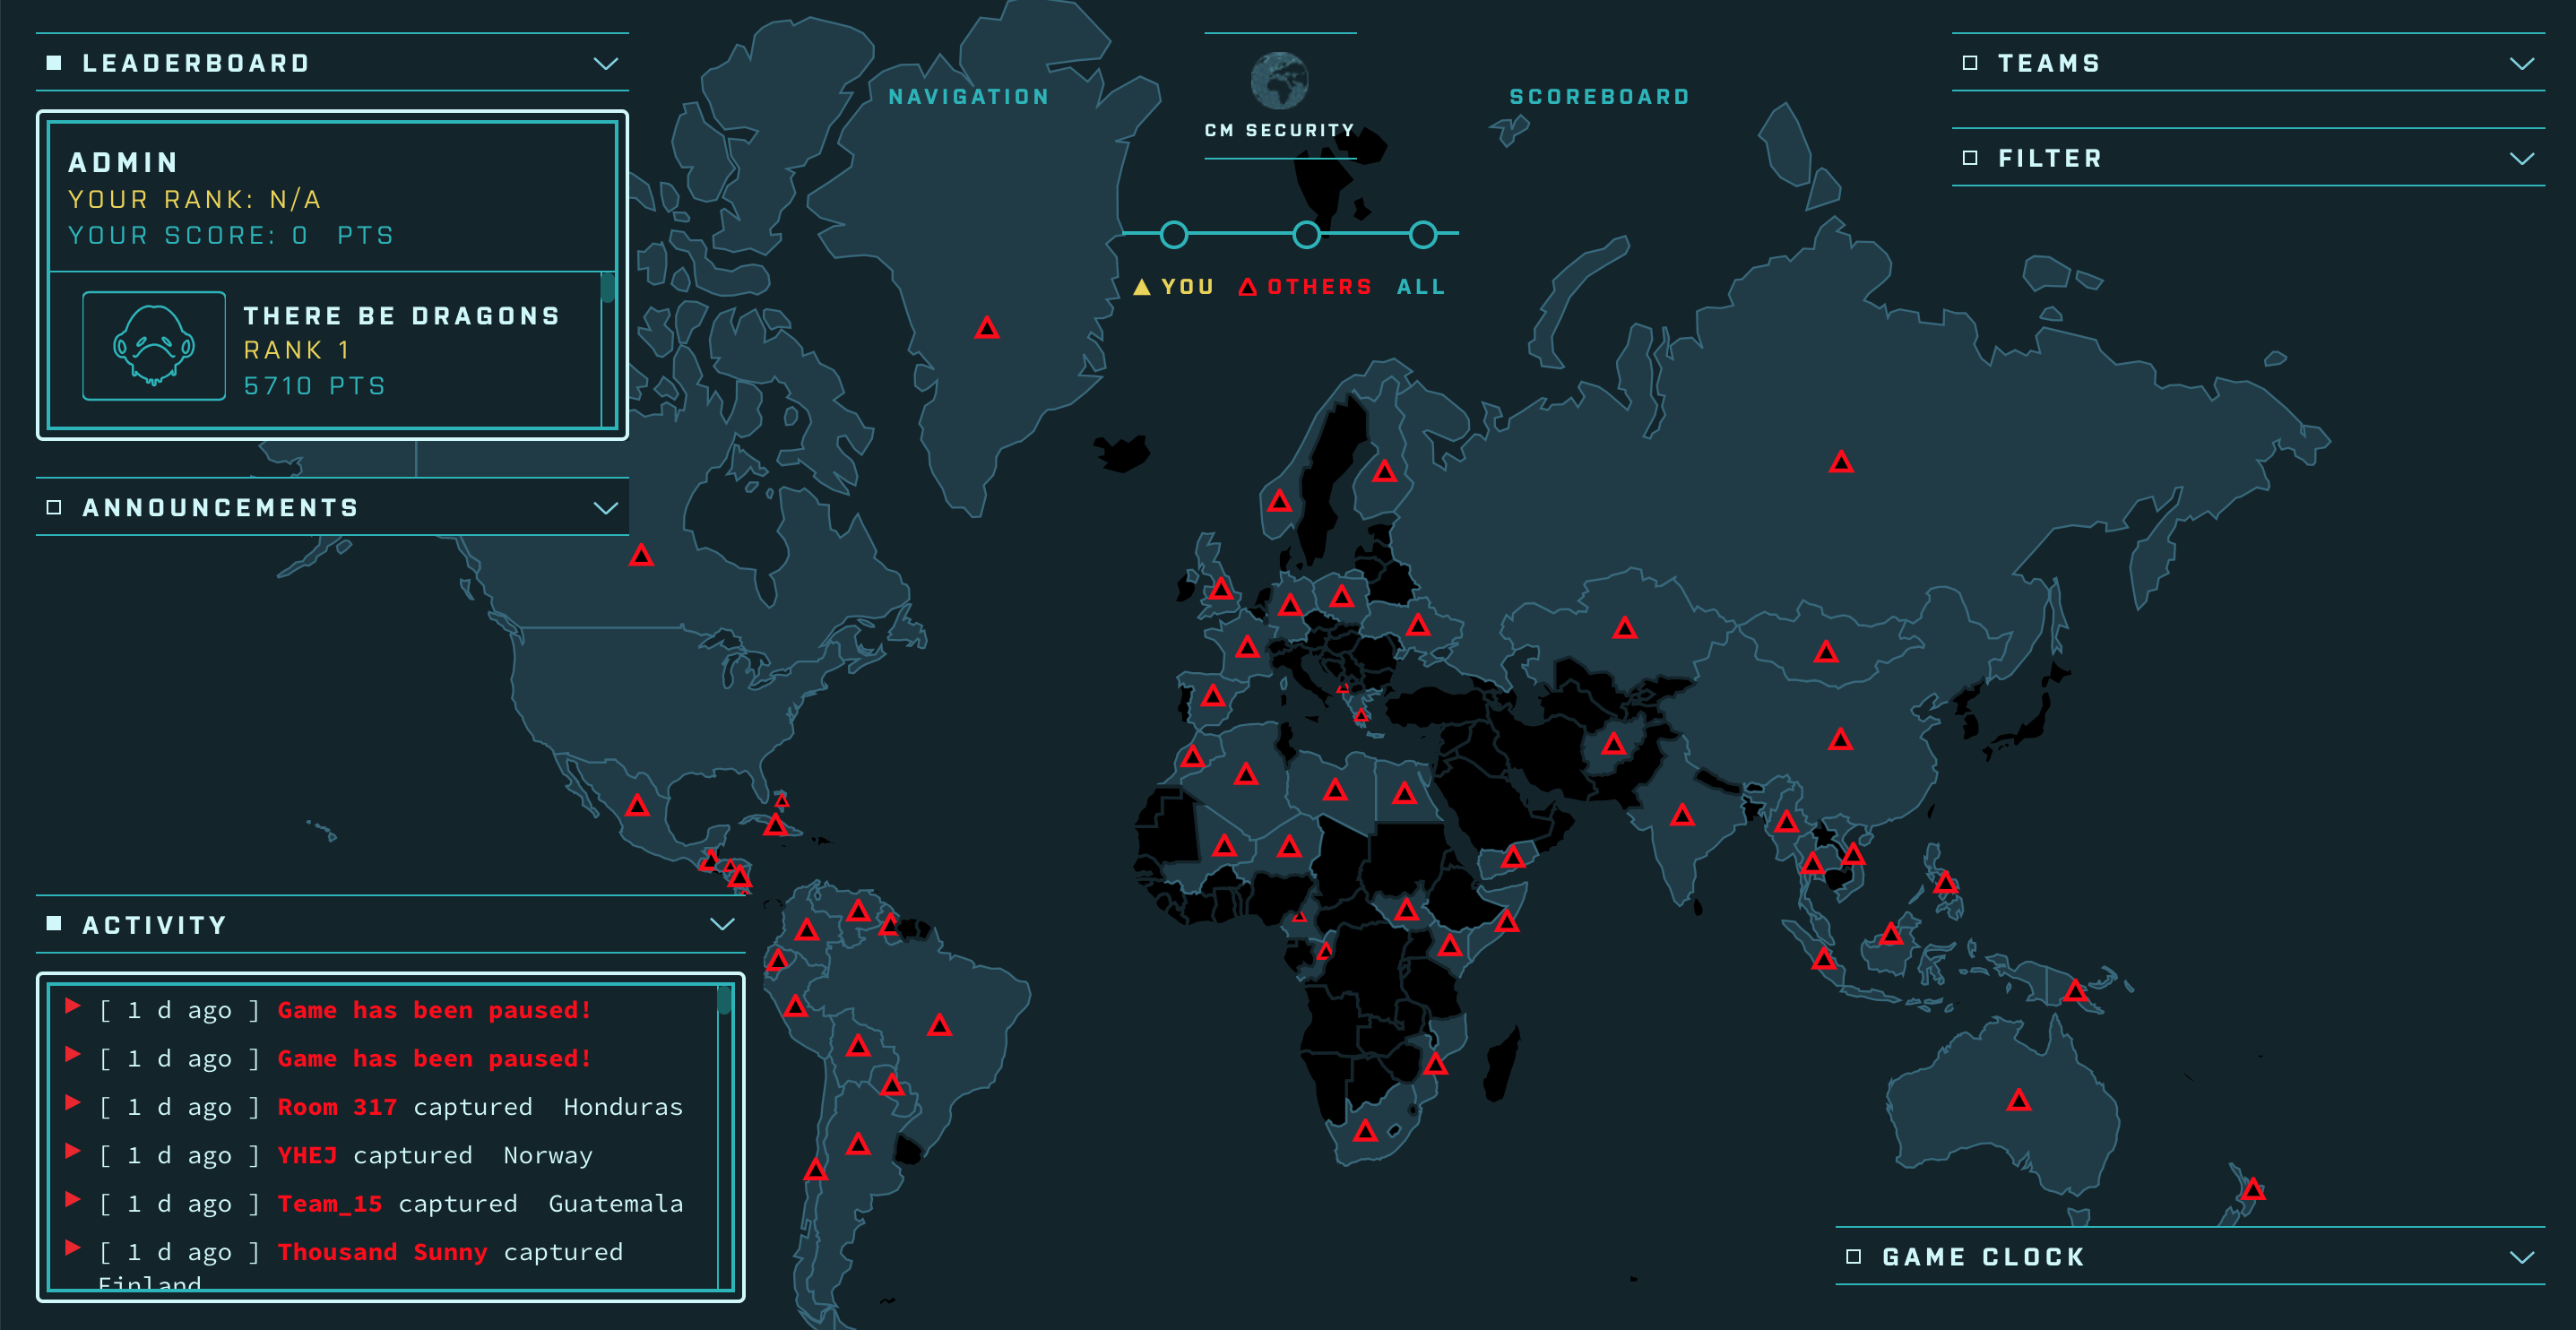 LEADERBOARD
ADMIN
YOUR RANK: N/A
YOUR SCORE: 0 PTS
THERE BE DRAGONS
RANK 1
5710 PTS
ANNOUNCEMENTS
ACTIVITY
[ 1 d ago ] Game has been paused!
[ 1 d ago ] Game has been paused!
[ 1 d ago ] Room 317 captured Honduras
[ 1 d ago ] YHEJ captured Norway
[ 1 d ago ] Team_15 captured Guatemala
[ 1 d ago ] Thousand Sunny captured
Finland
NAVIGATION
CM SECURITY
SCOREBOARD
YOU OTHERS ALL
TEAMS
FILTER
GAME CLOCK